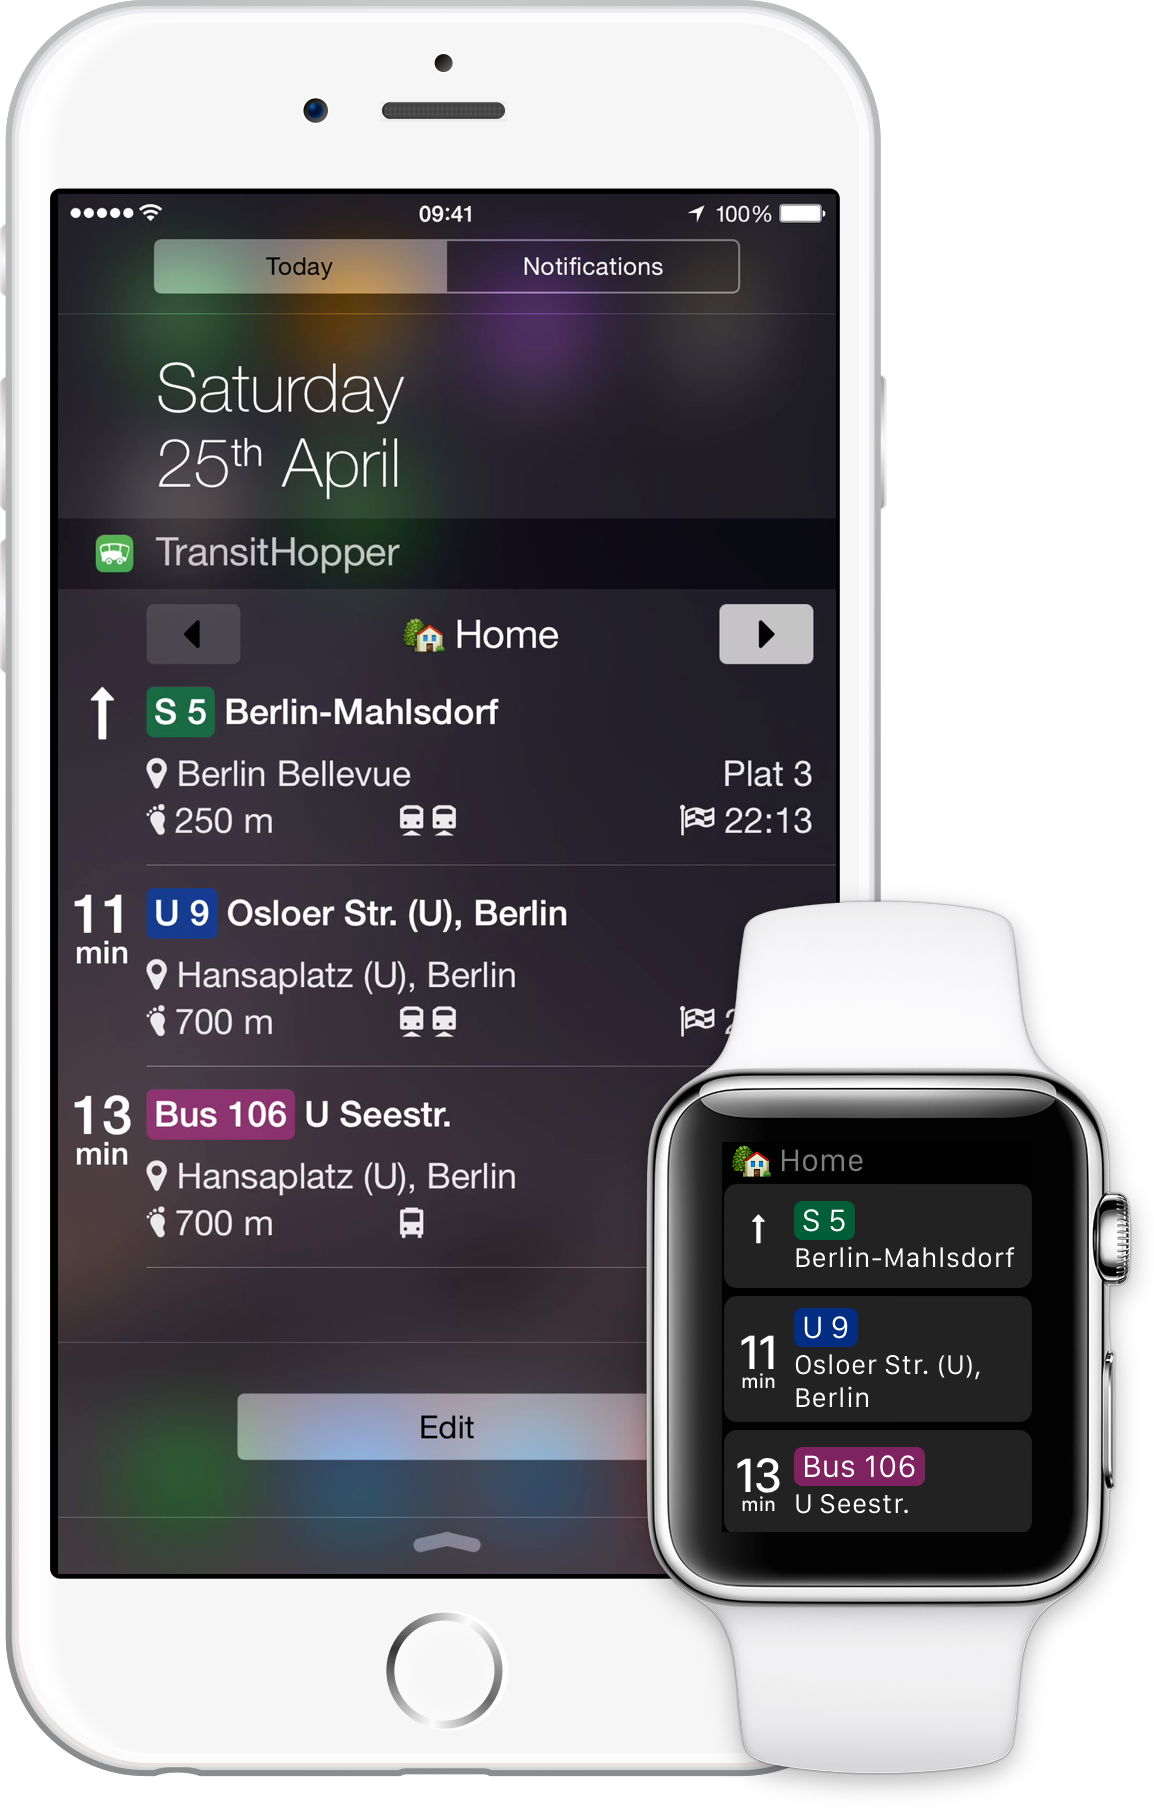 09:41
100%
Today
Notifications
Saturday
25th April
TransitHopper
Home
S 5 Berlin-Mahlsdorf
Berlin Bellevue
Plat 3
250 m
22:13
11 min
U 9 Osloer Str. (U), Berlin
Hansaplatz (U), Berlin
700 m
13 min
Bus 106 U Seestr.
Hansaplatz (U), Berlin
700 m
Edit
Home
S 5
Berlin-Mahlsdorf
11 min
U 9
Osloer Str. (U),
Berlin
13 min
Bus 106
U Seestr.